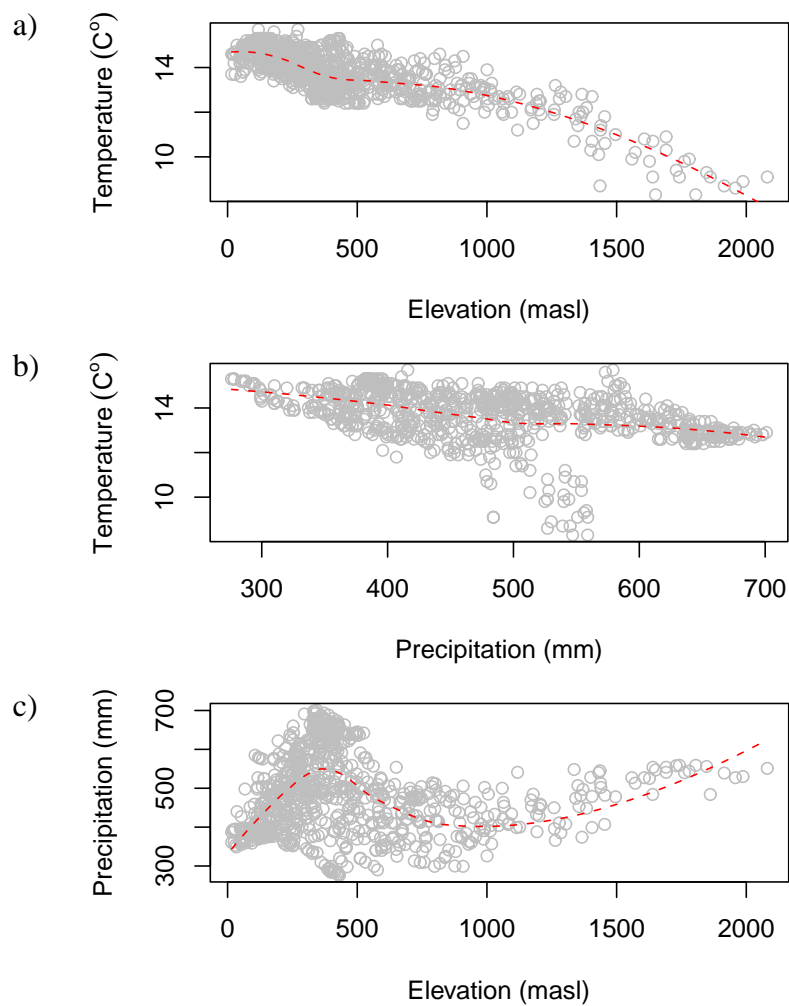 a)
Temperature (C°)
14
10
0 500 1000 1500 2000
Elevation (masl)
b)
Temperature (C°)
14
10
300 400 500 600 700
Precipitation (mm)
c)
Precipitation (mm)
700
500
300
0 500 1000 1500 2000
Elevation (masl)